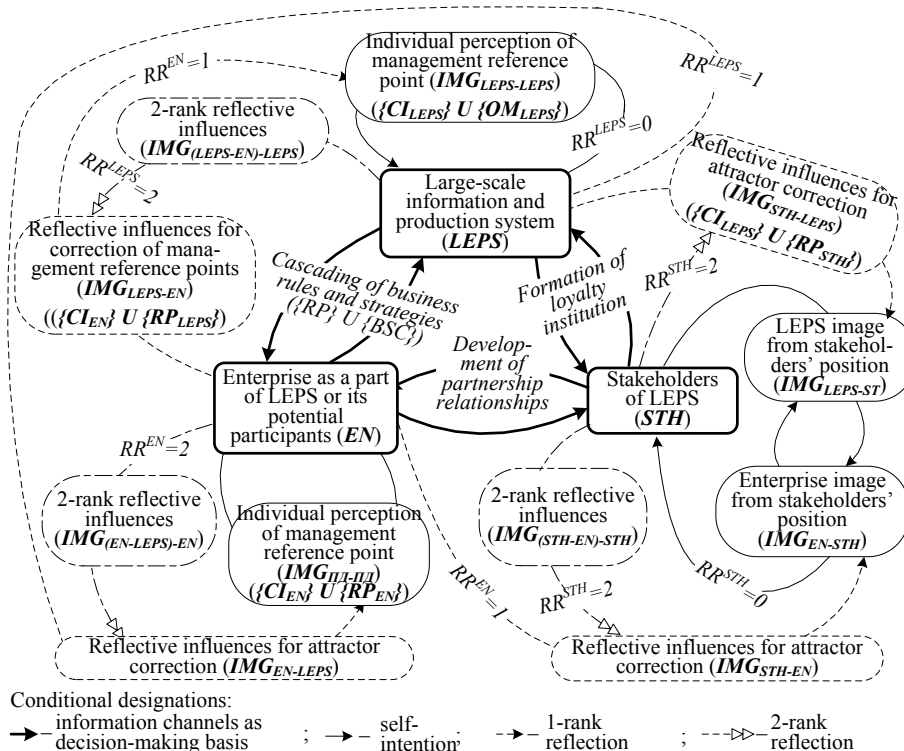 Individual perception of
management reference
point (IMG_LEPS-LEPS)
({CI_LEPS} U {OM_LEPS})
RR^EN=1
RR^LEPS=1
RR^LEPS=0
2-rank reflective
influences
(IMG_(LEPS-EN)-LEPS)
RR^LEPS=2
Reflective influences for
attractor correction
(IMG_STH-LEPS)
({CI_LEPS} U {RP_STH})
Large-scale
information and
production system
(LEPS)
Reflective influences for
correction of mana-
gement reference points
(IMG_LEPS-EN)
(({CI_EN} U {RP_LEPS})
Cascading of business
rules and strategies
({RP} U {BSC})
Formation of
loyalty
institution
RR^STH=2
LEPS image from
stakehol-
ders' position
(IMG_LEPS-ST)
Develop-
ment of
partnership
relationships
Enterprise as a part
of LEPS or its
potential
participants (EN)
Stakeholders
of LEPS
(STH)
RR^EN=2
2-rank reflective
influences
(IMG_(EN-LEPS)-EN)
Individual perception
of management
reference point
(IMG_ПД-ПД)
({CI_EN} U {RP_EN})
RR^EN=1
2-rank reflective
influences
(IMG_(STH-EN)-STH)
RR^STH=2
Enterprise image
from stakeholders'
position
(IMG_EN-STH)
RR^STH=0
Reflective influences for attractor
correction (IMG_EN-LEPS)
Reflective influences for attractor
correction (IMG_STH-EN)
Conditional designations:
– information channels as
decision-making basis
; – self-
intention;
– 1-rank
reflection
; – 2-rank
reflection